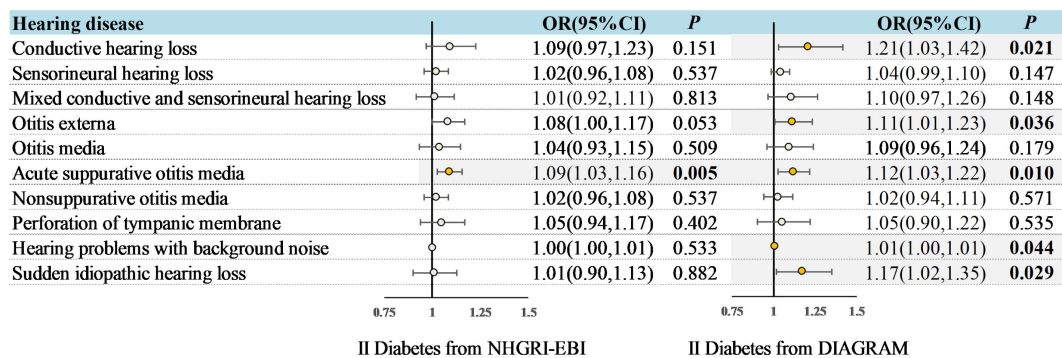 Hearing disease OR(95%CI) P OR(95%CI) P
Conductive hearing loss 1.09(0.97,1.23) 0.151 1.21(1.03,1.42) 0.021
Sensorineural hearing loss 1.02(0.96,1.08) 0.537 1.04(0.99,1.10) 0.147
Mixed conductive and sensorineural hearing loss 1.01(0.92,1.11) 0.813 1.10(0.97,1.26) 0.148
Otitis externa 1.08(1.00,1.17) 0.053 1.11(1.01,1.23) 0.036
Otitis media 1.04(0.93,1.15) 0.509 1.09(0.96,1.24) 0.179
Acute suppurative otitis media 1.09(1.03,1.16) 0.005 1.12(1.03,1.22) 0.010
Nonsuppurative otitis media 1.02(0.96,1.08) 0.537 1.02(0.94,1.11) 0.571
Perforation of tympanic membrane 1.05(0.94,1.17) 0.402 1.05(0.90,1.22) 0.535
Hearing problems with background noise 1.00(1.00,1.01) 0.533 1.01(1.00,1.01) 0.044
Sudden idiopathic hearing loss 1.01(0.90,1.13) 0.882 1.17(1.02,1.35) 0.029
0.75 1 1.25 1.5 0.75 1 1.25 1.5
II Diabetes from NHGRI-EBI II Diabetes from DIAGRAM